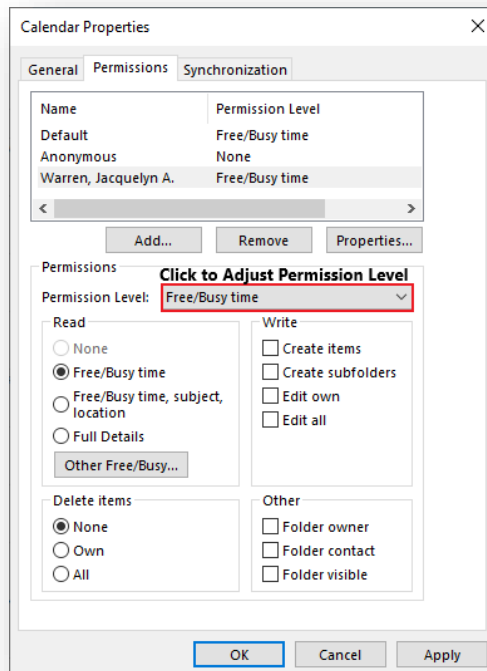 Calendar Properties
General Permissions Synchronization
Name Permission Level
Default Free/Busy time
Anonymous None
Warren, Jacquelyn A. Free/Busy time
Add... Remove Properties...
Permissions
Click to Adjust Permission Level
Permission Level: Free/Busy time
Read Write
None Create items
Free/Busy time Create subfolders
Free/Busy time, subject, Edit own
location Edit all
Full Details
Other Free/Busy...
Delete items Other
None Folder owner
Own Folder contact
All Folder visible
OK Cancel Apply